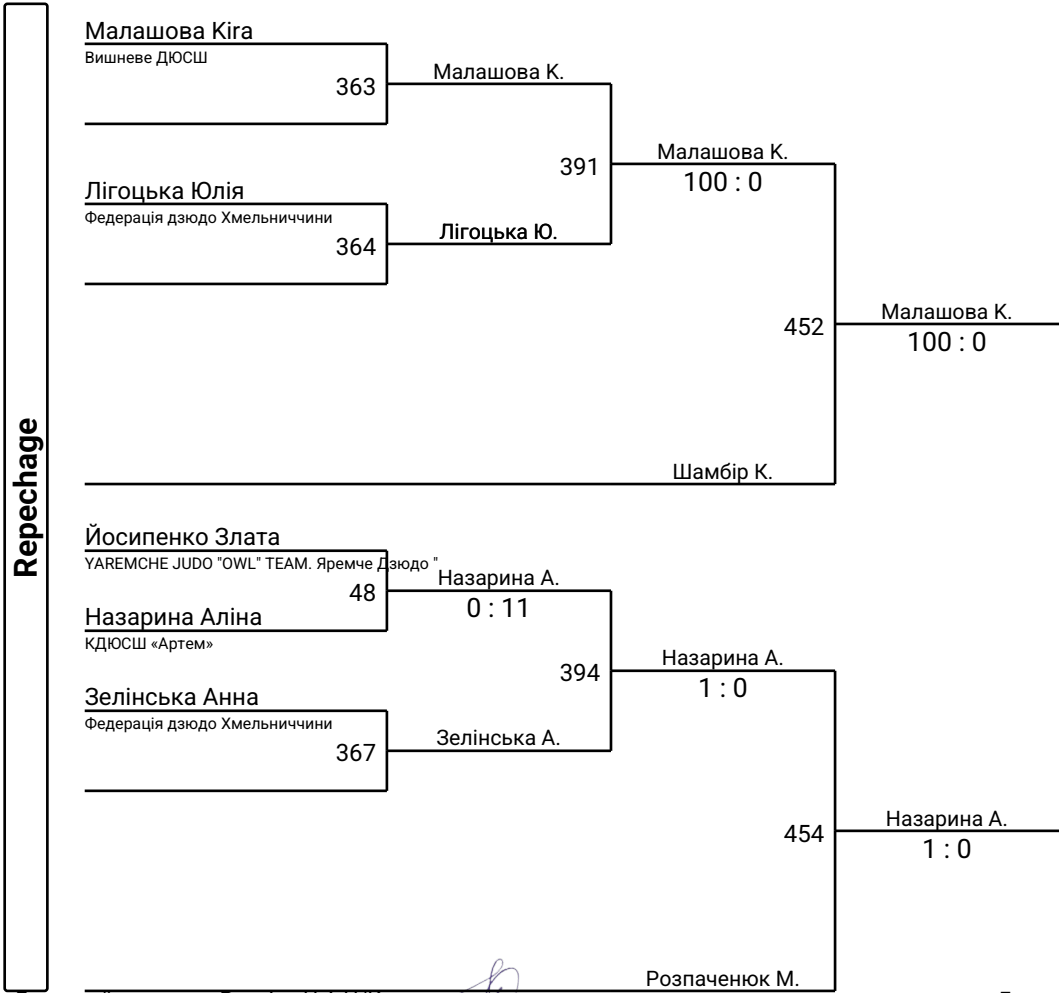 Repechage
Малашова Kira
Вишневе ДЮСШ
363
Малашова K.
391
Малашова K.
100 : 0
Лігоцька Юлія
Федерація дзюдо Хмельниччини
364
Лігоцька Ю.
452
Малашова K.
100 : 0
Шамбір К.
Йосипенко Злата
YAREMCHE JUDO "OWL" TEAM. Яремче Дзюдо "
48
Назарина А.
0 : 11
Назарина Аліна
КДЮСШ «Артем»
394
Назарина А.
1 : 0
Зелінська Анна
Федерація дзюдо Хмельниччини
367
Зелінська А.
454
Назарина А.
1 : 0
Розпаченюк М.